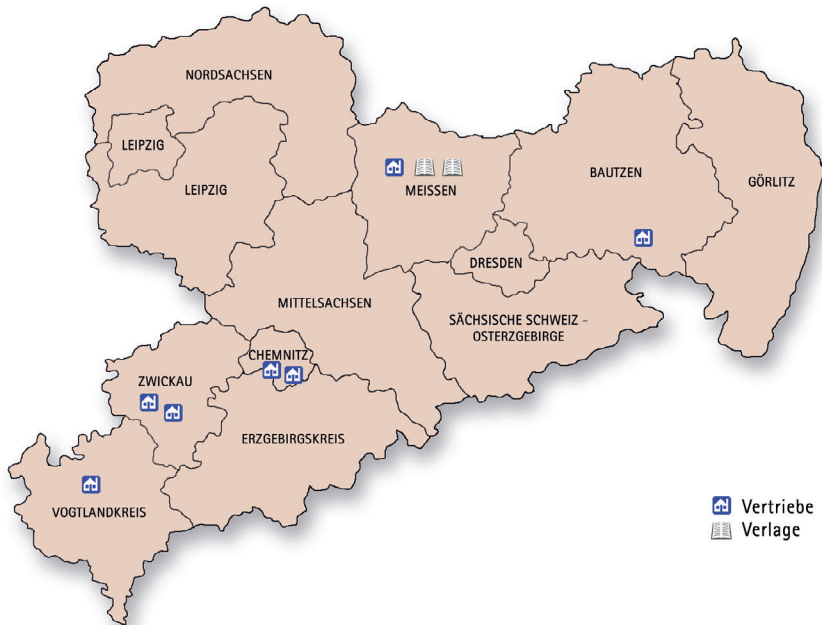 NORDSACHSEN
LEIPZIG
LEIPZIG
MEISSEN
BAUTZEN
GÖRLITZ
DRESDEN
MITTELSACHSEN
SÄCHSISCHE SCHWEIZ -
OSTERZGEBIRGE
CHEMNITZ
ZWICKAU
ERZGEBIRGSKREIS
VOGTLANDKREIS
Vertriebe
Verlage